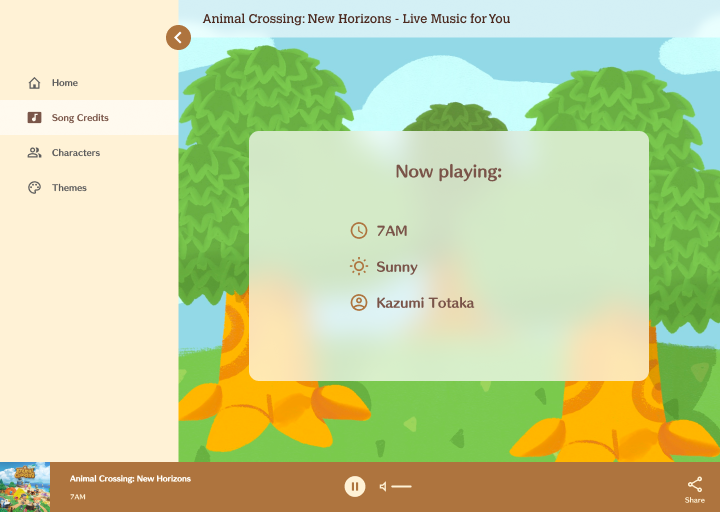 Animal Crossing: New Horizons - Live Music for You
Home
Song Credits
Characters
Themes
Now playing:
7AM
Sunny
Kazumi Totaka
Animal Crossing: New Horizons
7AM
Share